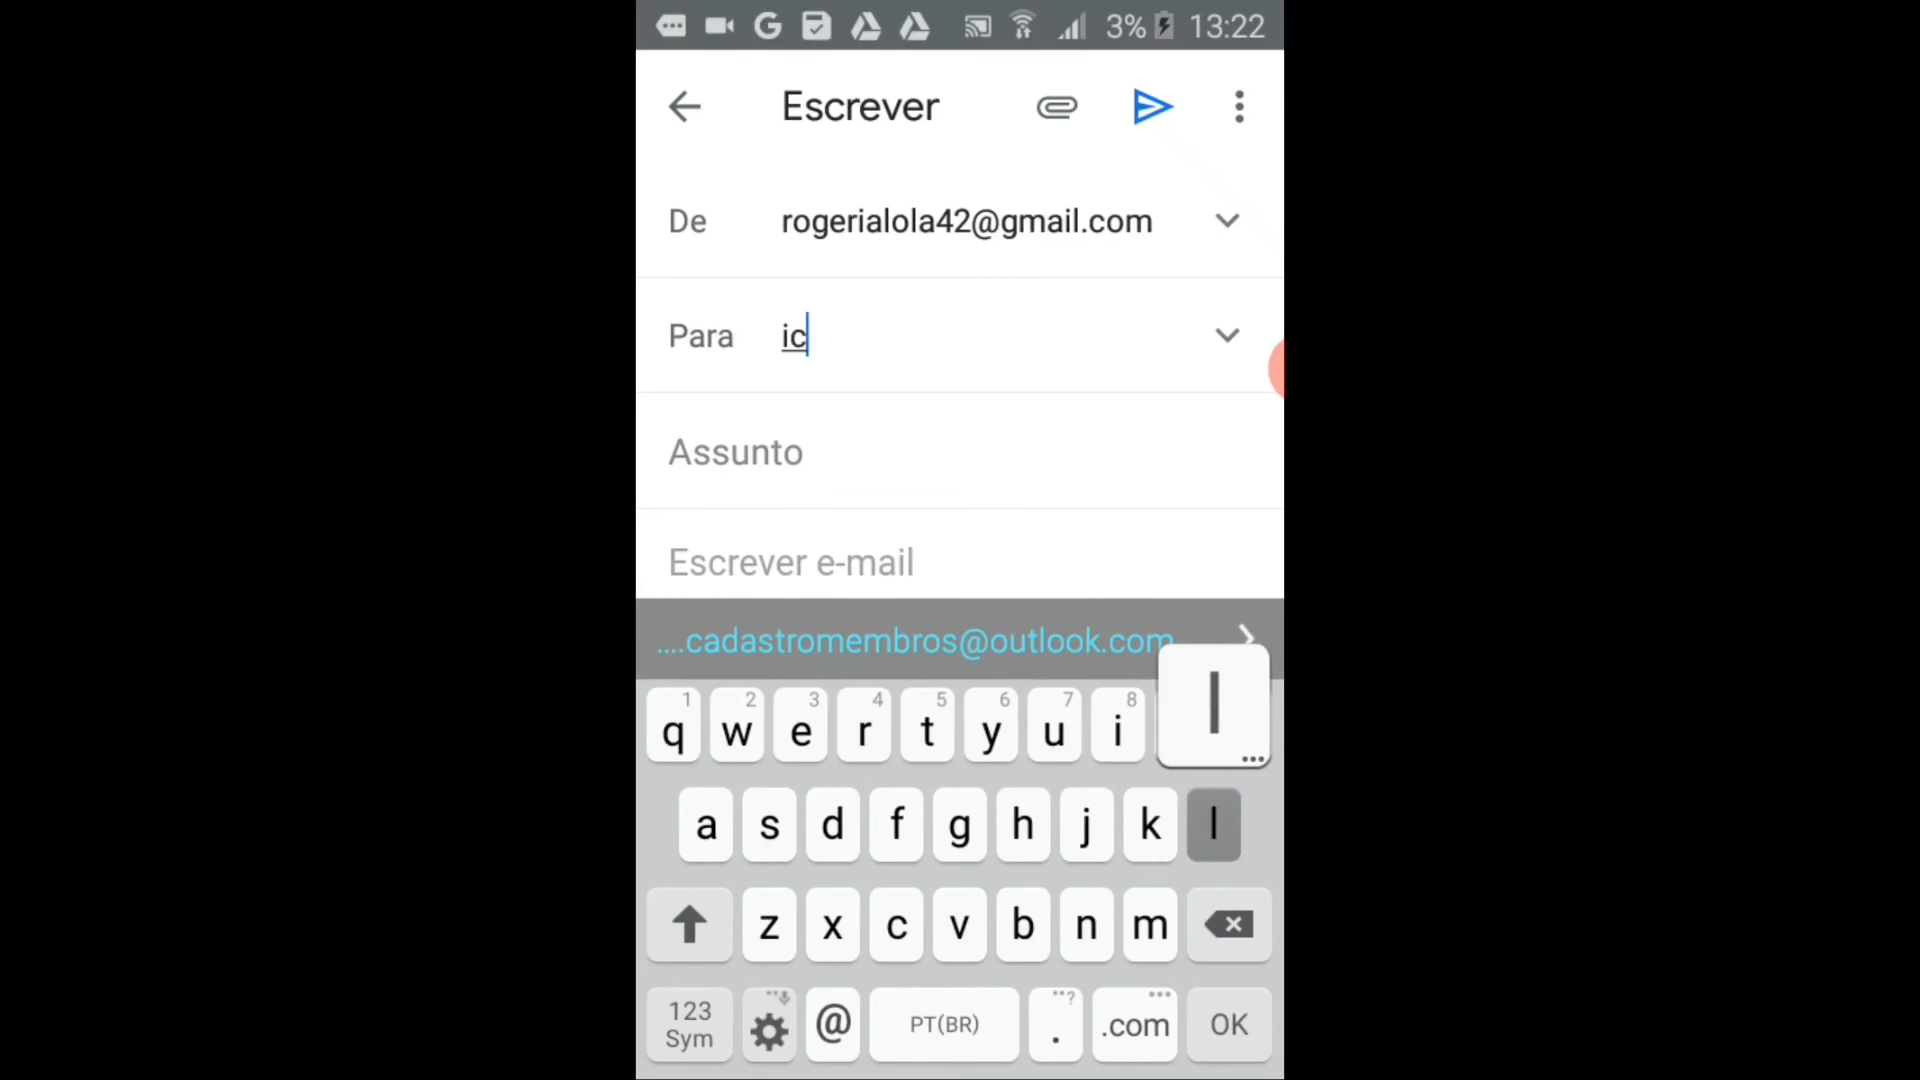 3% 13:22
Escrever
De rogerialola42@gmail.com
Para ic
Assunto
Escrever e-mail
....cadastromembros@outlook.com
1 2 3 4 5 6 7 8
q w e r t y u i
l
a s d f g h j k l
z x c v b n m
123 Sym @ PT(BR) . ? .com OK